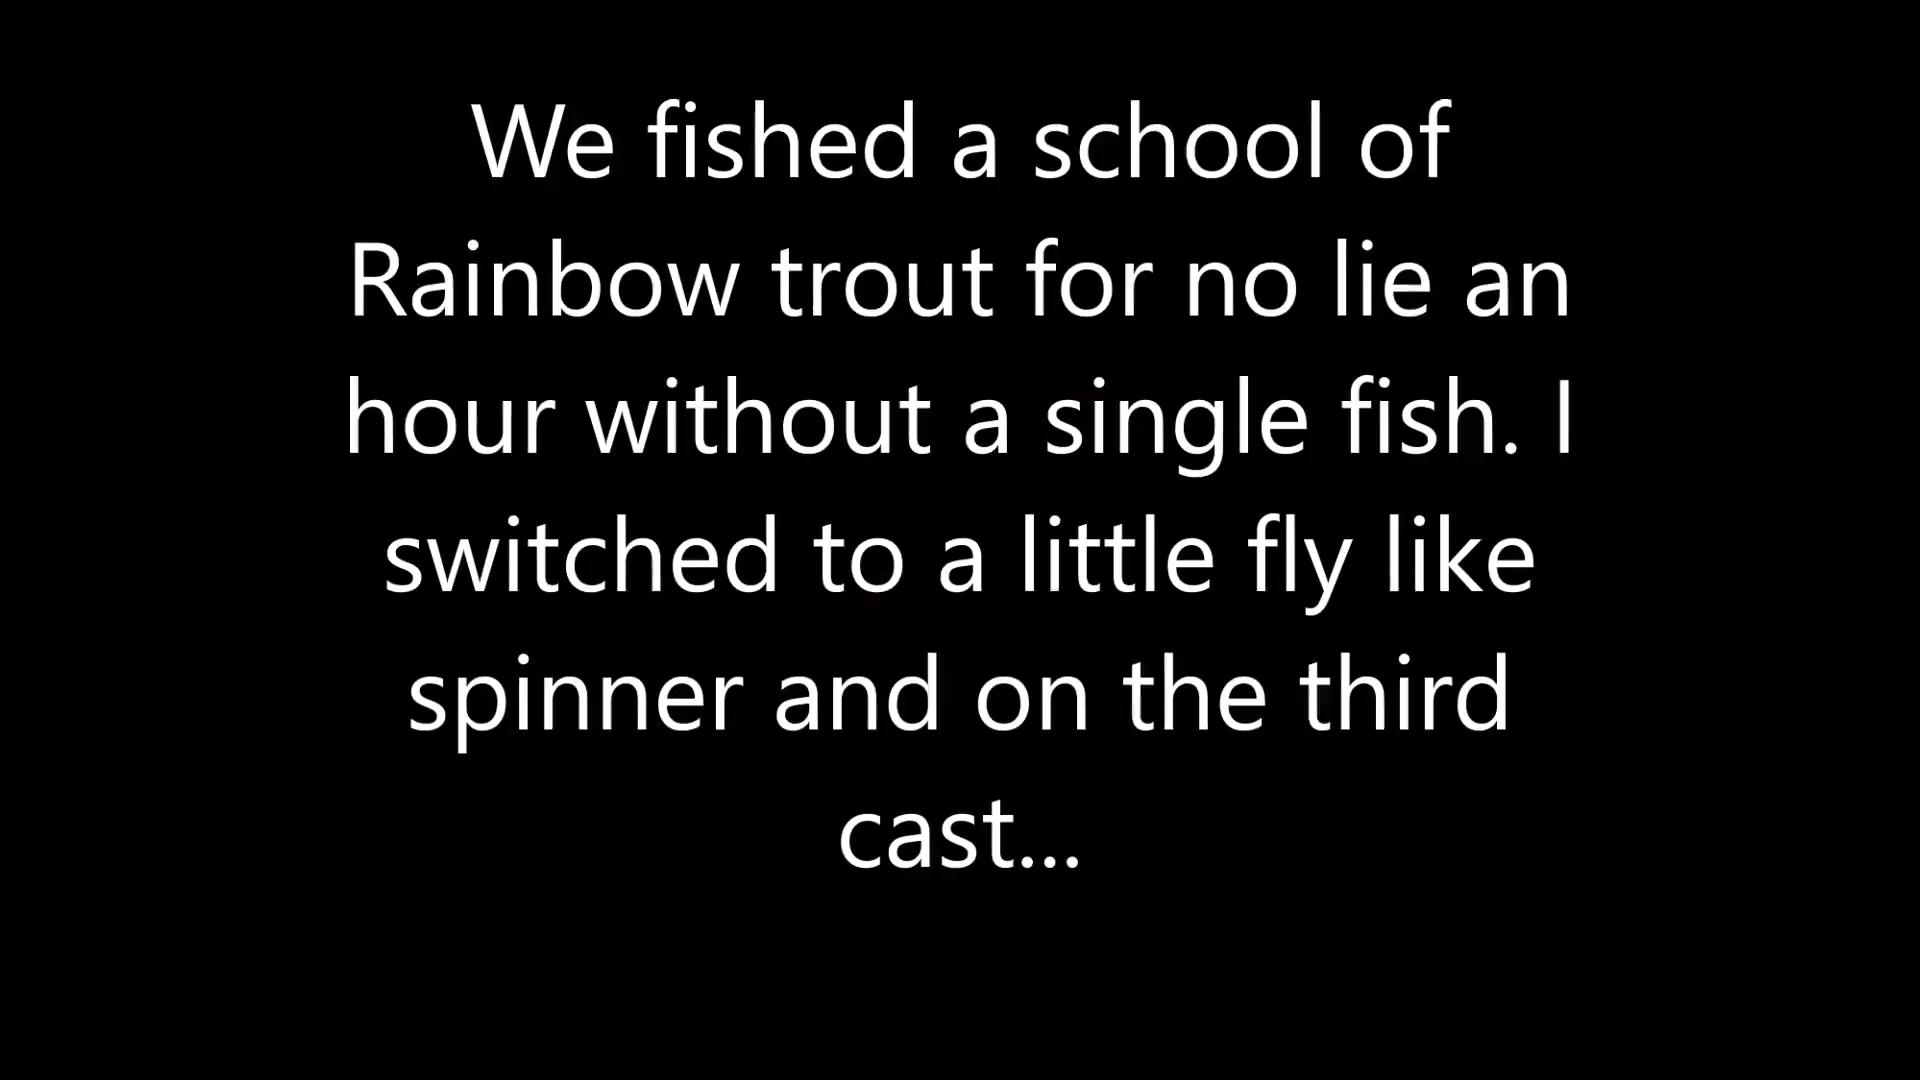 We fished a school of
Rainbow trout for no lie an
hour without a single fish. I
switched to a little fly like
spinner and on the third
cast...